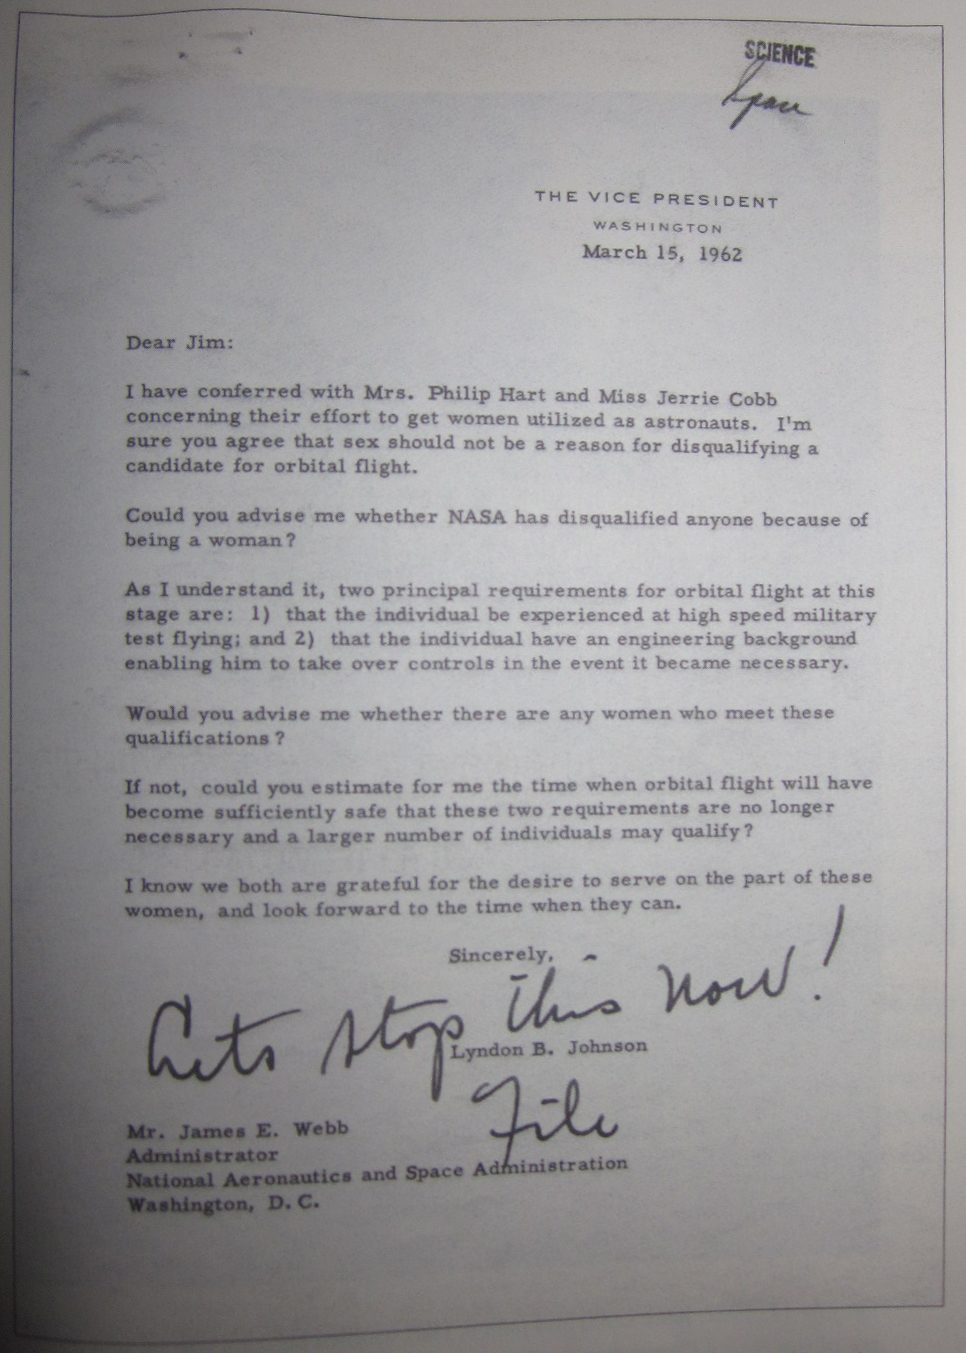 SCIENCE
Space
THE VICE PRESIDENT
WASHINGTON
March 15, 1962
Dear Jim:
I have conferred with Mrs. Philip Hart and Miss Jerrie Cobb
concerning their effort to get women utilized as astronauts. I'm
sure you agree that sex should not be a reason for disqualifying a
candidate for orbital flight.
Could you advise me whether NASA has disqualified anyone because of
being a woman?
As I understand it, two principal requirements for orbital flight at this
stage are: 1) that the individual be experienced at high speed military
test flying; and 2) that the individual have an engineering background
enabling him to take over controls in the event it became necessary.
Would you advise me whether there are any women who meet these
qualifications?
If not, could you estimate for me the time when orbital flight will have
become sufficiently safe that these two requirements are no longer
necessary and a larger number of individuals may qualify?
I know we both are grateful for the desire to serve on the part of these
women, and look forward to the time when they can.
Sincerely,
Lets Stop This Now!
Lyndon B. Johnson
File
Mr. James E. Webb
Administrator
National Aeronautics and Space Administration
Washington, D. C.